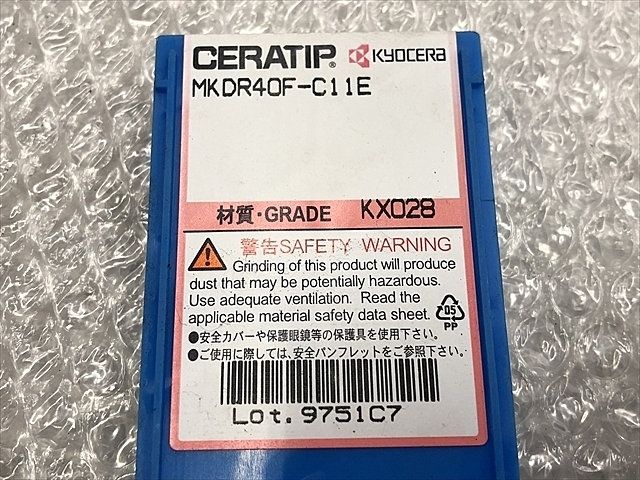 CERATIP® KYOCERA
MKDR40F-C11E
材質・GRADE KX028
警告SAFETY WARNING
Grinding of this product will produce
dust that may be potentially hazardous.
Use adequate ventilation. Read the
applicable material safety data sheet.
05
PP
●安全カバーや保護眼鏡等の保護具を使用下さい。
●ご使用に際しては、安全パンフレットをご参照下さい。
Lot.9751C7